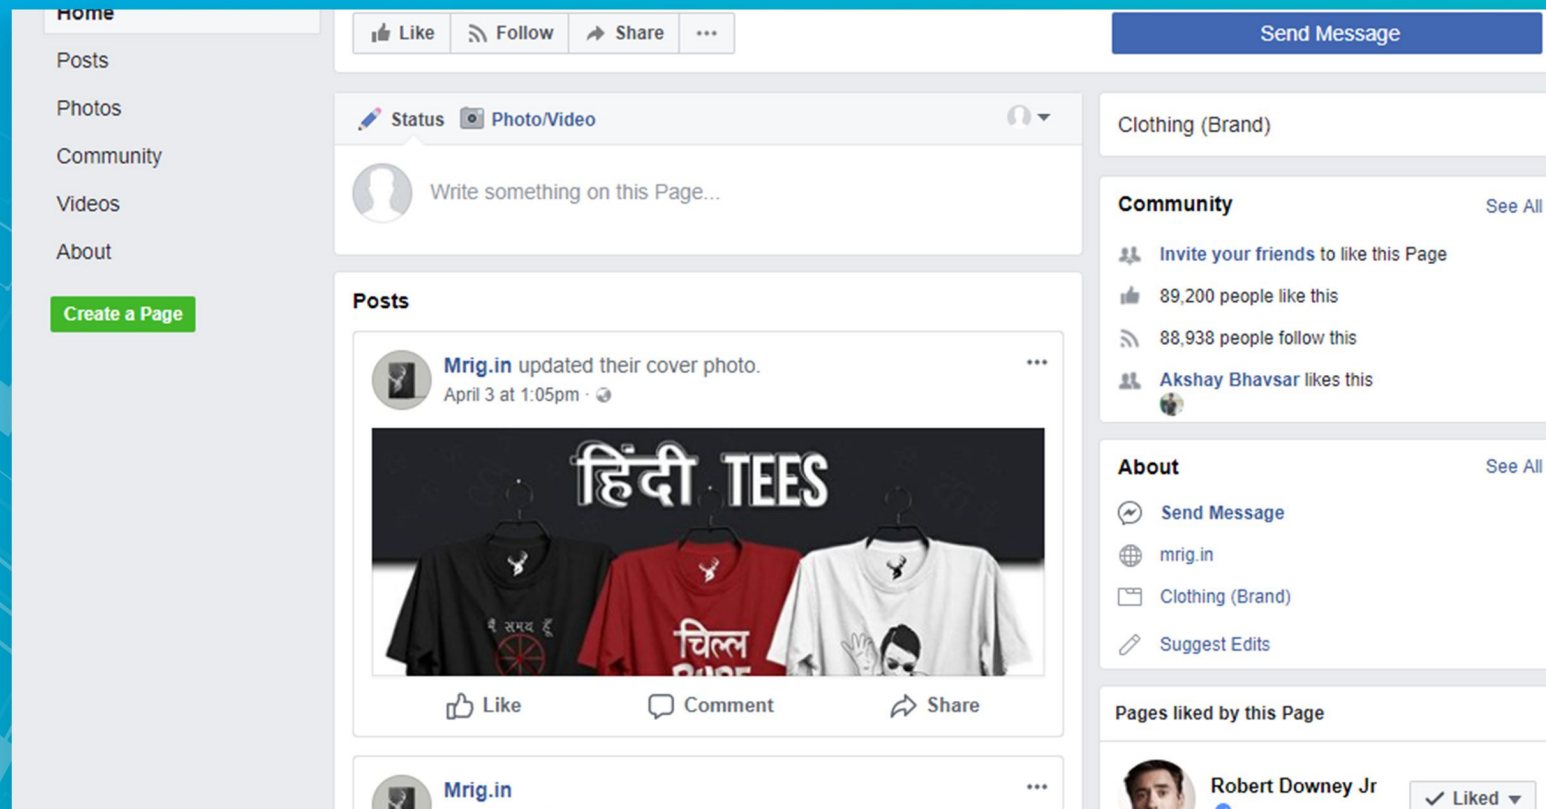 Home
Posts
Photos
Community
Videos
About
Create a Page
Like
Follow
Share
Send Message
Status
Photo/Video
Write something on this Page...
Posts
Mrig.in updated their cover photo.
April 3 at 1:05pm
हिंदी TEES
मैं समय हूँ
चिल्ल
Like
Comment
Share
Mrig.in
Clothing (Brand)
Community
See All
Invite your friends to like this Page
89,200 people like this
88,938 people follow this
Akshay Bhavsar likes this
About
See All
Send Message
mrig.in
Clothing (Brand)
Suggest Edits
Pages liked by this Page
Robert Downey Jr
Liked